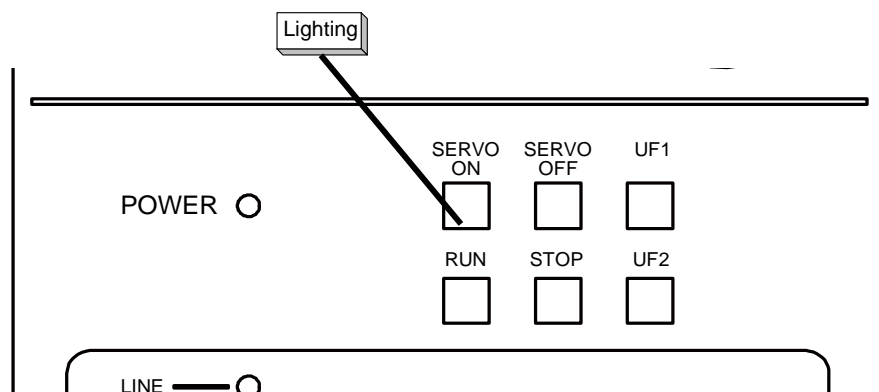 Lighting
SERVO ON
SERVO OFF
UF1
POWER
RUN
STOP
UF2
LINE